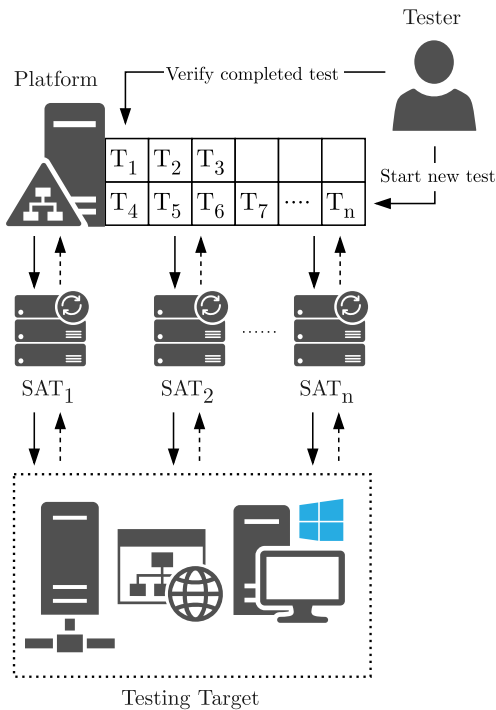 Tester
Platform
Verify completed test
T1 T2 T3
Start new test
T4 T5 T6 T7 ···· Tn
......
SAT1 SAT2 SATn
Testing Target